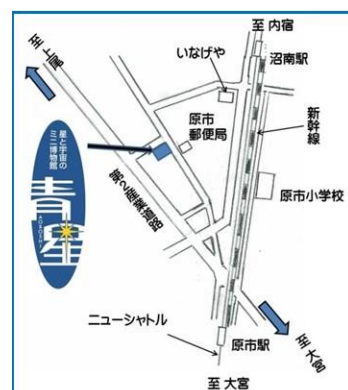 至 内宿
至上尾
いなげや
沼南駅
新幹線
原市
郵便局
星と宇宙の
ミニ博物館
青星
AOBOSHI
第2産業道路
原市小学校
ニューシャトル
原市駅
至大宮
至 大宮